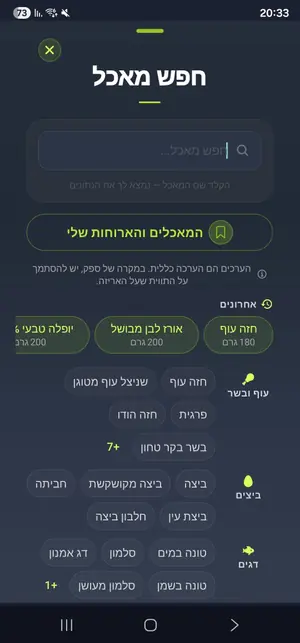 73
20:33
חפש מאכל
חפש מאכל...
הקלד שם המאכל — נמצא לך את הנתונים
המאכלים והארוחות שלי
הערכים הם הערכה כללית. במקרה של ספק, יש להסתמך
על התווית שעל האריזה.
אחרונים
חזה עוף
180 גרם
אורז לבן מבושל
200 גרם
יופלה טבעי %
200 גרם
עוף ובשר
חזה עוף
שניצל עוף מטוגן
פרגית
חזה הודו
בשר בקר טחון
+7
ביצים
ביצה
ביצה מקושקשת
חביתה
ביצת עין
חלבון ביצה
דגים
טונה במים
סלמון
דג אמנון
טונה בשמן
סלמון מעושן
+1